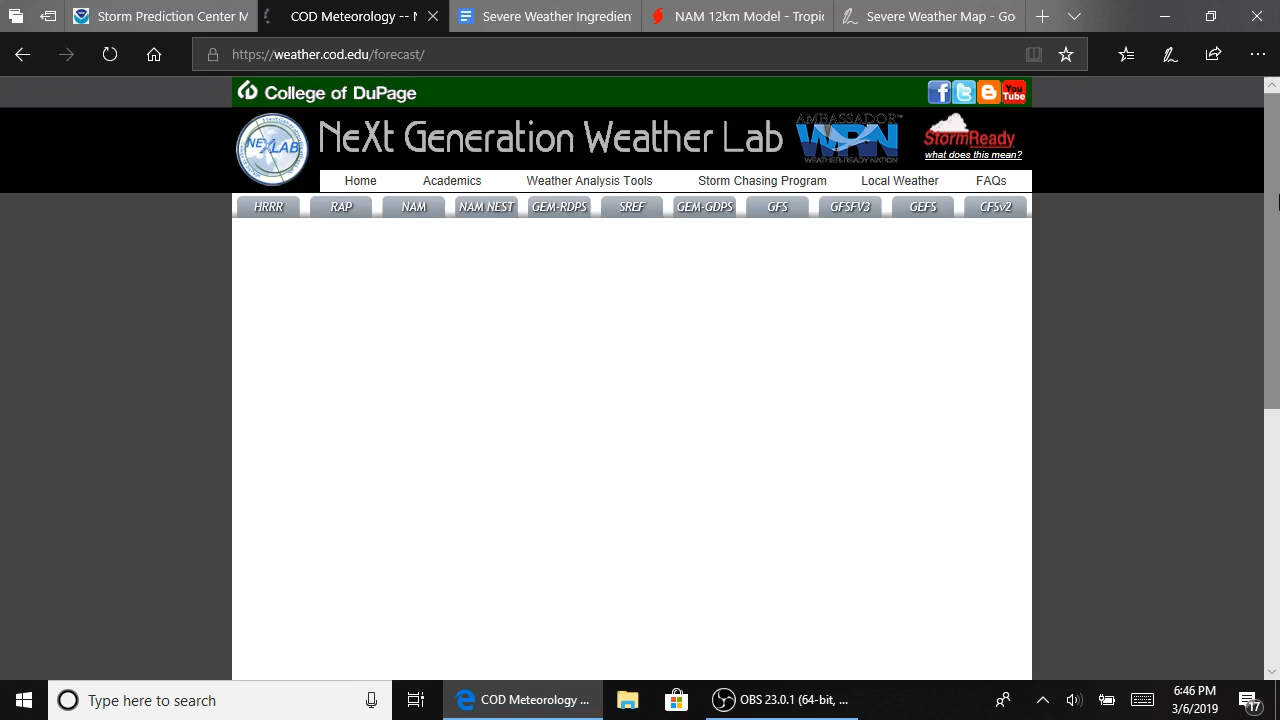 Storm Prediction Center M
COD Meteorology -- N
Severe Weather Ingredien
NAM 12km Model - Tropic
Severe Weather Map - Go
https://weather.cod.edu/forecast/
College of DuPage
You
Tube
NeXt Generation Weather Lab
AMBASSADOR™
WRN
WEATHER-READY NATION
StormReady
what does this mean?
NEXLAB
Home
Academics
Weather Analysis Tools
Storm Chasing Program
Local Weather
FAQs
HRRR
RAP
NAM
NAM NEST
GEM-RDPS
SREF
GEM-GDPS
GFS
GFSFV3
GEFS
CFSv2
Type here to search
COD Meteorology ...
OBS 23.0.1 (64-bit, ...
6:46 PM
3/6/2019
17